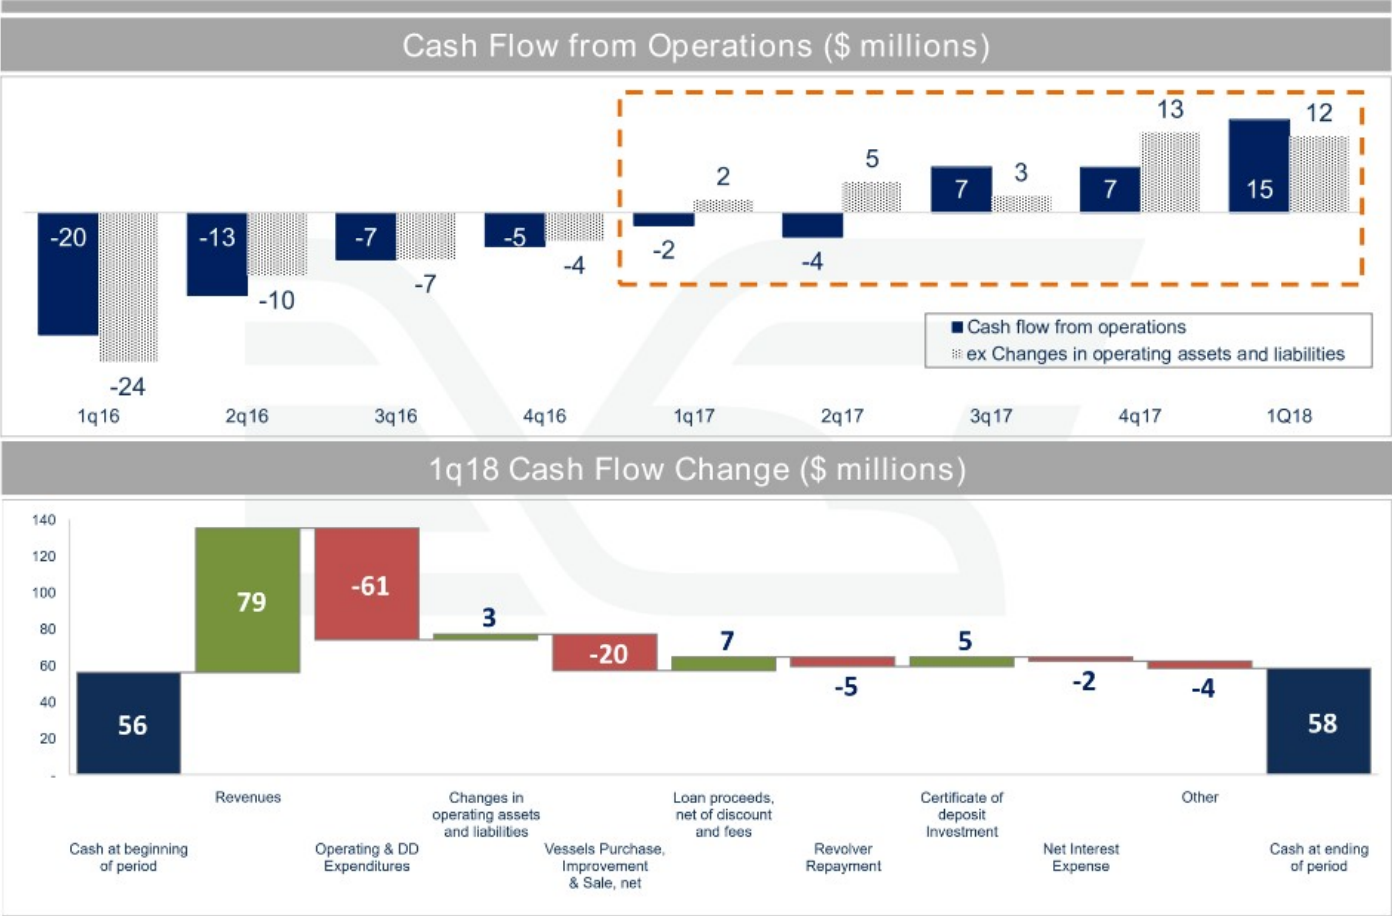 Cash Flow from Operations ($ millions)
13
12
5
2
3
7
7
15
-20
-13
-7
-5
-2
-4
-4
-7
-10
-24
Cash flow from operations
ex Changes in operating assets and liabilities
1q16 2q16 3q16 4q16 1q17 2q17 3q17 4q17 1Q18
1q18 Cash Flow Change ($ millions)
140
120
100
80
60
40
20
-
56
79
-61
3
-20
7
-5
5
-2
-4
58
Cash at beginning
of period
Revenues
Operating & DD
Expenditures
Changes in
operating assets
and liabilities
Vessels Purchase,
Improvement
& Sale, net
Loan proceeds,
net of discount
and fees
Revolver
Repayment
Certificate of
deposit
Investment
Net Interest
Expense
Other
Cash at ending
of period